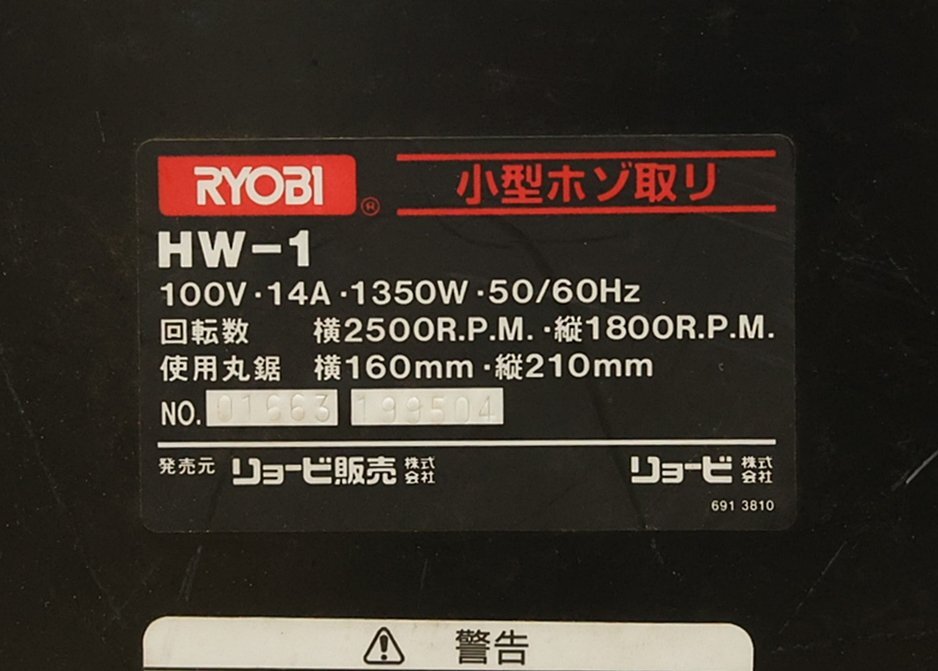 RYOBI ® 小型ホゾ取リ
HW-1
100V・14A・1350W・50/60Hz
回転数 横2500R.P.M.・縦1800R.P.M.
使用丸鋸 横160mm・縦210mm
NO. 01663 199504
発売元 リョービ販売株式会社 リョービ株式会社
691 3810
⚠ 警告